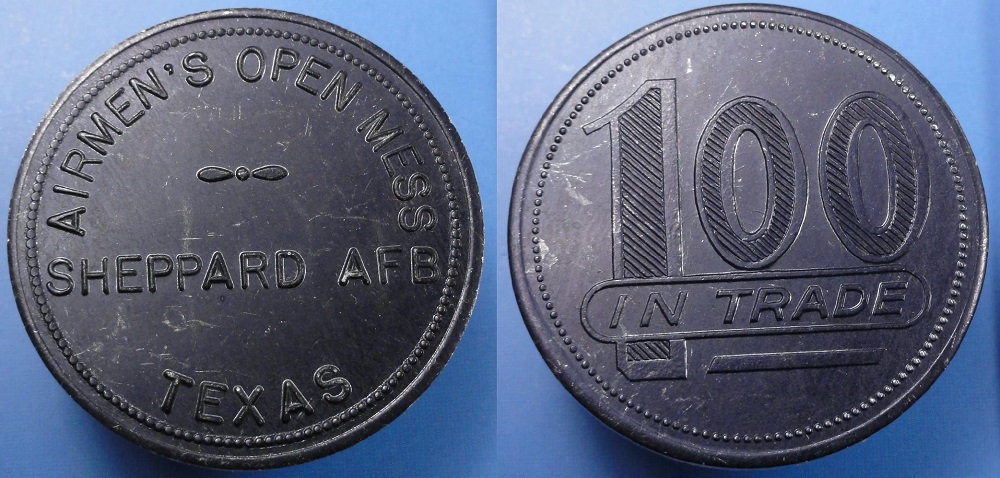 AIRMEN'S OPEN MESS
SHEPPARD AFB
TEXAS
100
IN TRADE